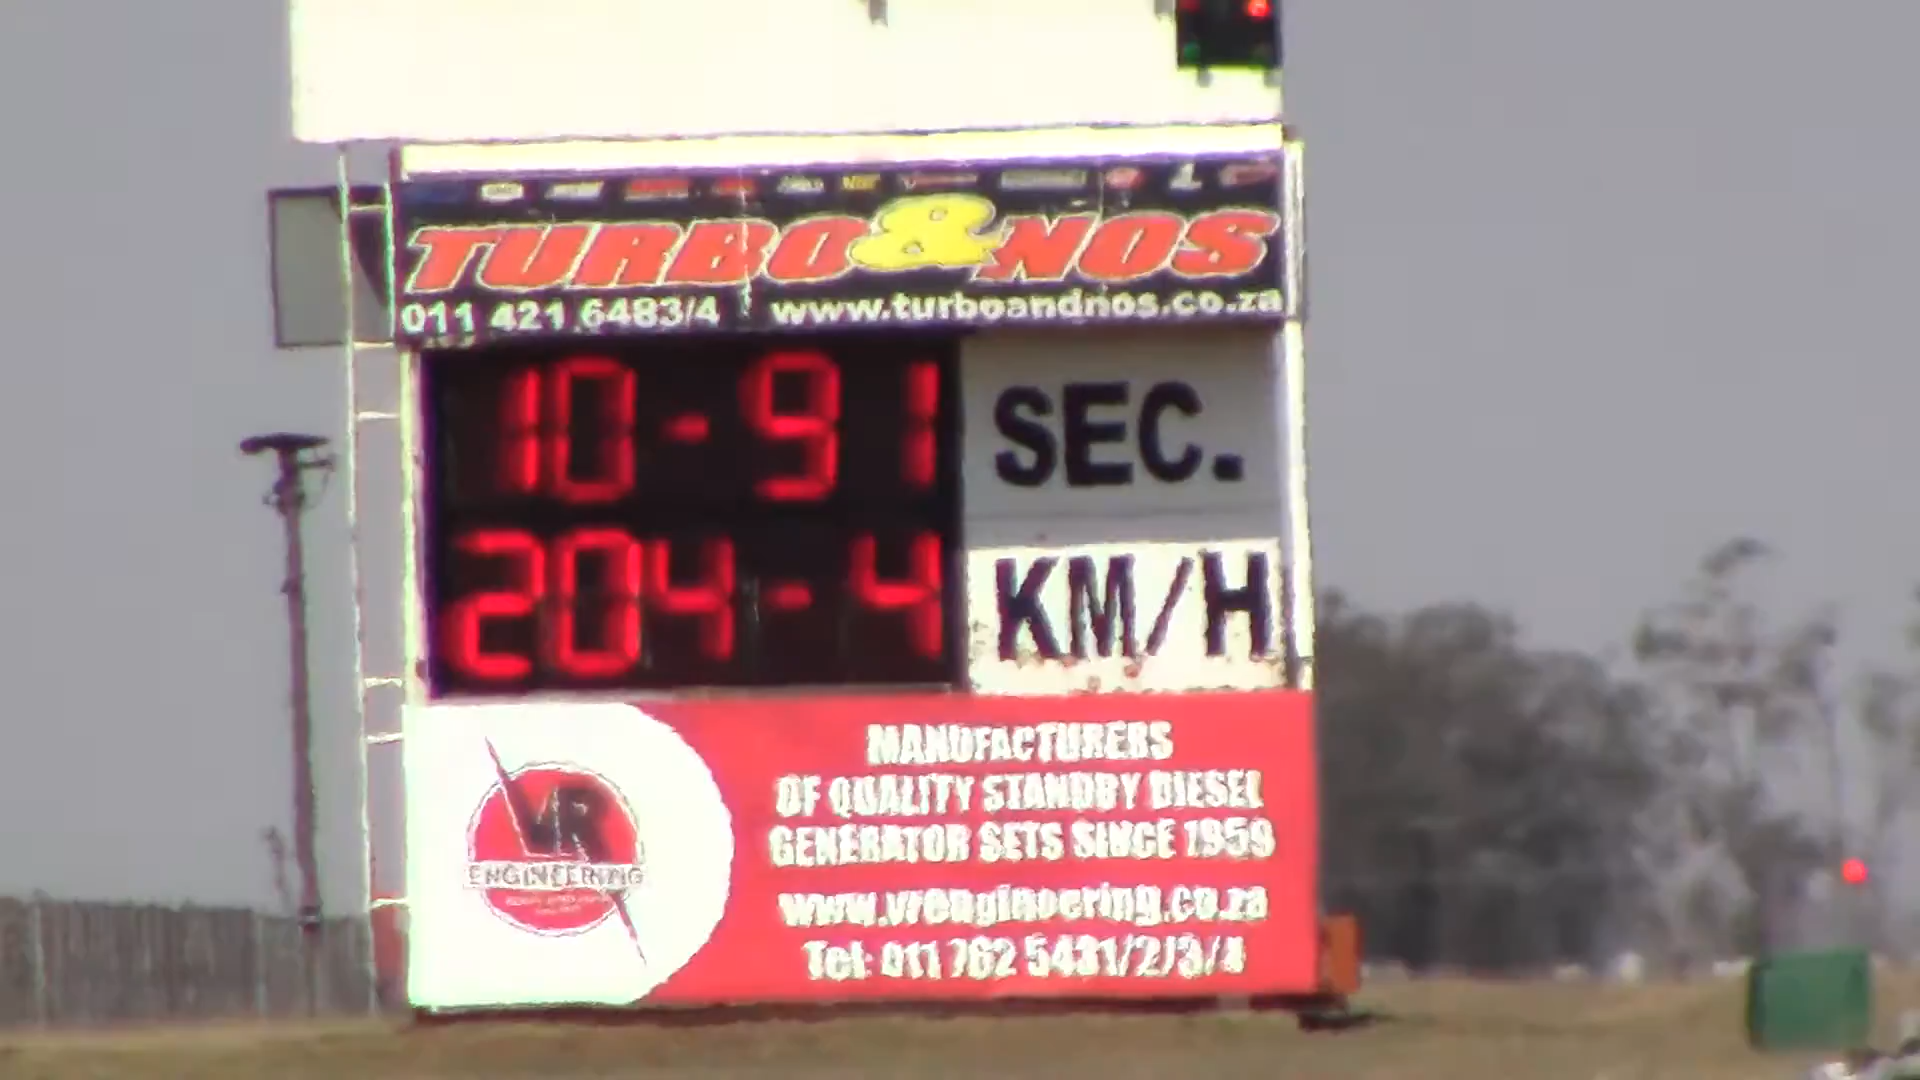 TURBO & NOS
011 421 6483/4 www.turboandnos.co.za
10-91 SEC.
204-4 KM/H
VR
ENGINEERING
MANUFACTURERS
OF QUALITY STANDBY DIESEL
GENERATOR SETS SINCE 1959
www.vrengineering.co.za
Tel: 011 762 5431/2/3/4